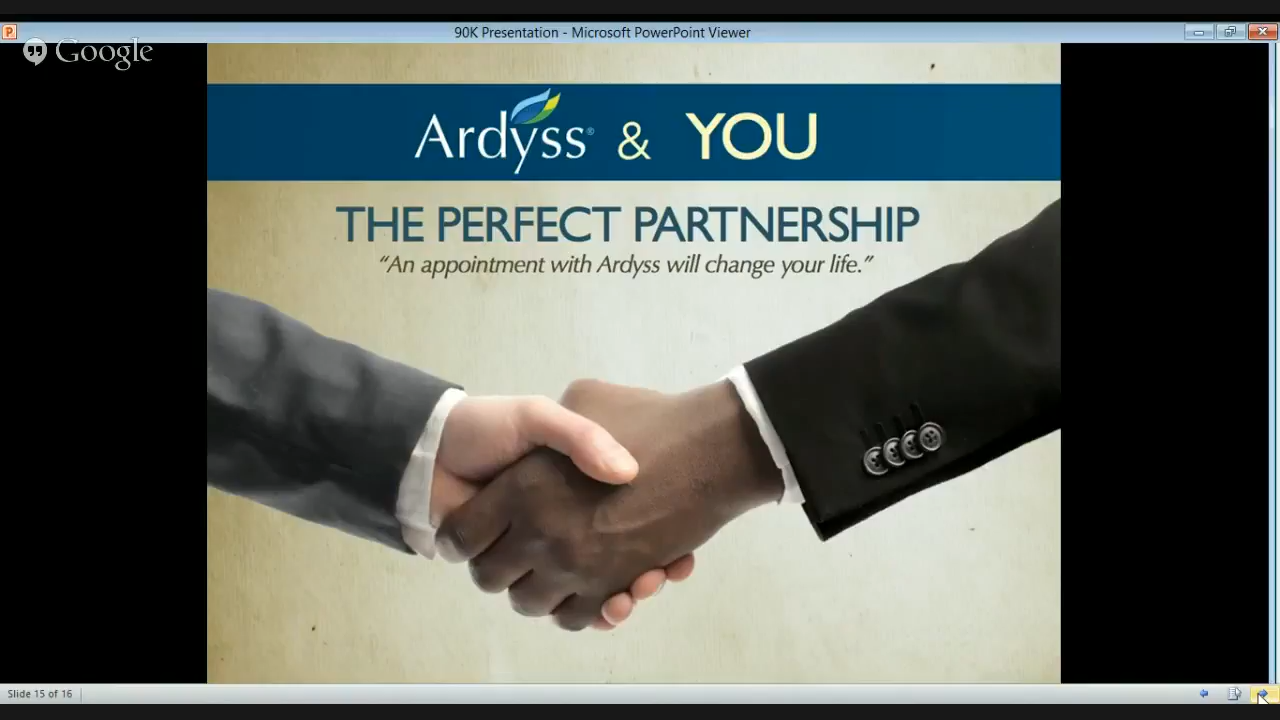 90K Presentation - Microsoft PowerPoint Viewer
Google
Ardyss® & YOU
THE PERFECT PARTNERSHIP
“An appointment with Ardyss will change your life.”
Slide 15 of 16